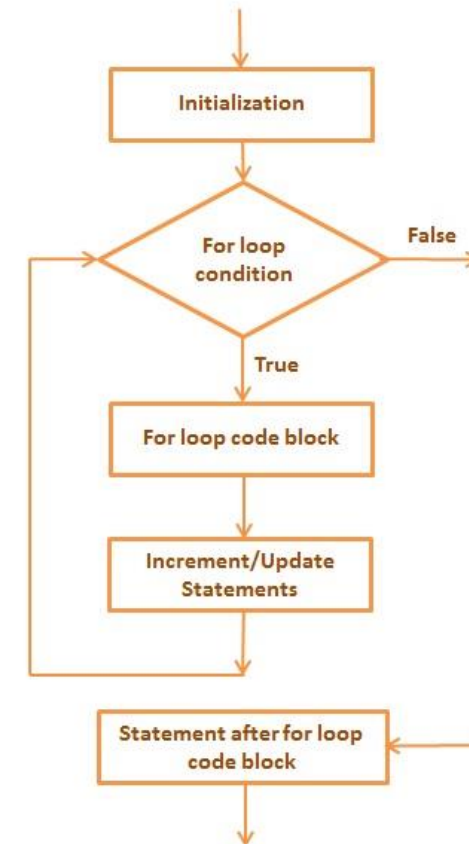 Initialization
For loop
condition
False
True
For loop code block
Increment/Update
Statements
Statement after for loop
code block